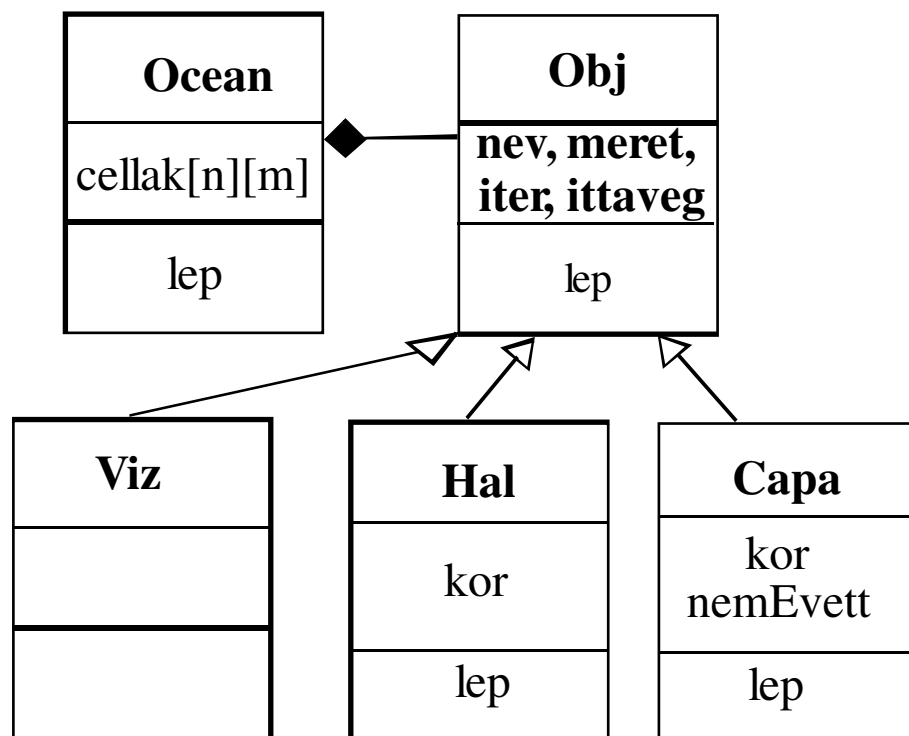 Ocean
cellak[n][m]
lep
Obj
nev, meret,
iter, ittaveg
lep
Viz
Hal
kor
lep
Capa
kor
nemEvett
lep